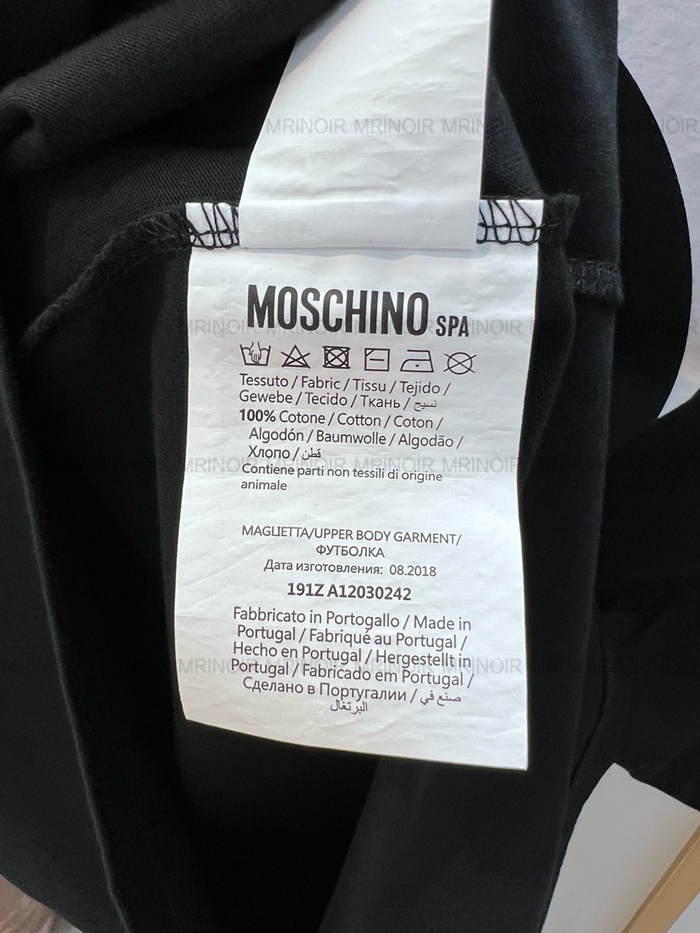 MRINOIR MRINOIR MRINOIR
MOSCHINO SPA
Tessuto / Fabric / Tissu / Tejido /
Gewebe / Tecido / Ткань / نسيج
100% Cotone / Cotton / Coton /
Algodón / Baumwolle / Algodão /
Хлопо / قطن
Contiene parti non tessili di origine
animale
MAGLIETTA/UPPER BODY GARMENT/
ФУТБОЛКА
Дата изготовления: 08.2018
191Z A12030242
Fabbricato in Portogallo / Made in
Portugal / Fabriqué au Portugal /
Hecho en Portugal / Hergestellt in
Portugal / Fabricado em Portugal /
Сделано в Португалии / صنع في
البرتغال